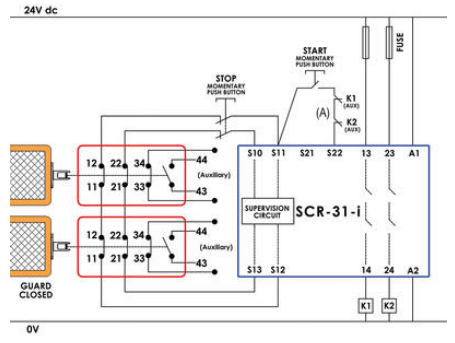 24V dc
START
MOMENTARY
PUSH BUTTON
FUSE
STOP
MOMENTARY
PUSH BUTTON
K1
(AUX)
(A)
K2
(AUX)
12 22 34 44
(Auxiliary)
11 21 33 43
S10 S11 S21 S22 13 23 A1
SUPERVISION
CIRCUIT
SCR-31-i
12 22 34 44
(Auxiliary)
11 21 33 43
S13 S12 14 24 A2
GUARD
CLOSED
K1 K2
0V